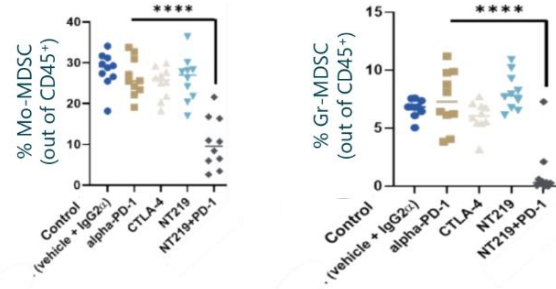 ****
40
30
20
10
0
% Mo-MDSC
(out of CD45+)
Control
. (vehicle + IgG2α)
alpha-PD-1
CTLA-4
NT219
NT219+PD-1
****
15
10
5
0
% Gr-MDSC
(out of CD45+)
Control
. (vehicle + IgG2α)
alpha-PD-1
CTLA-4
NT219
NT219+PD-1